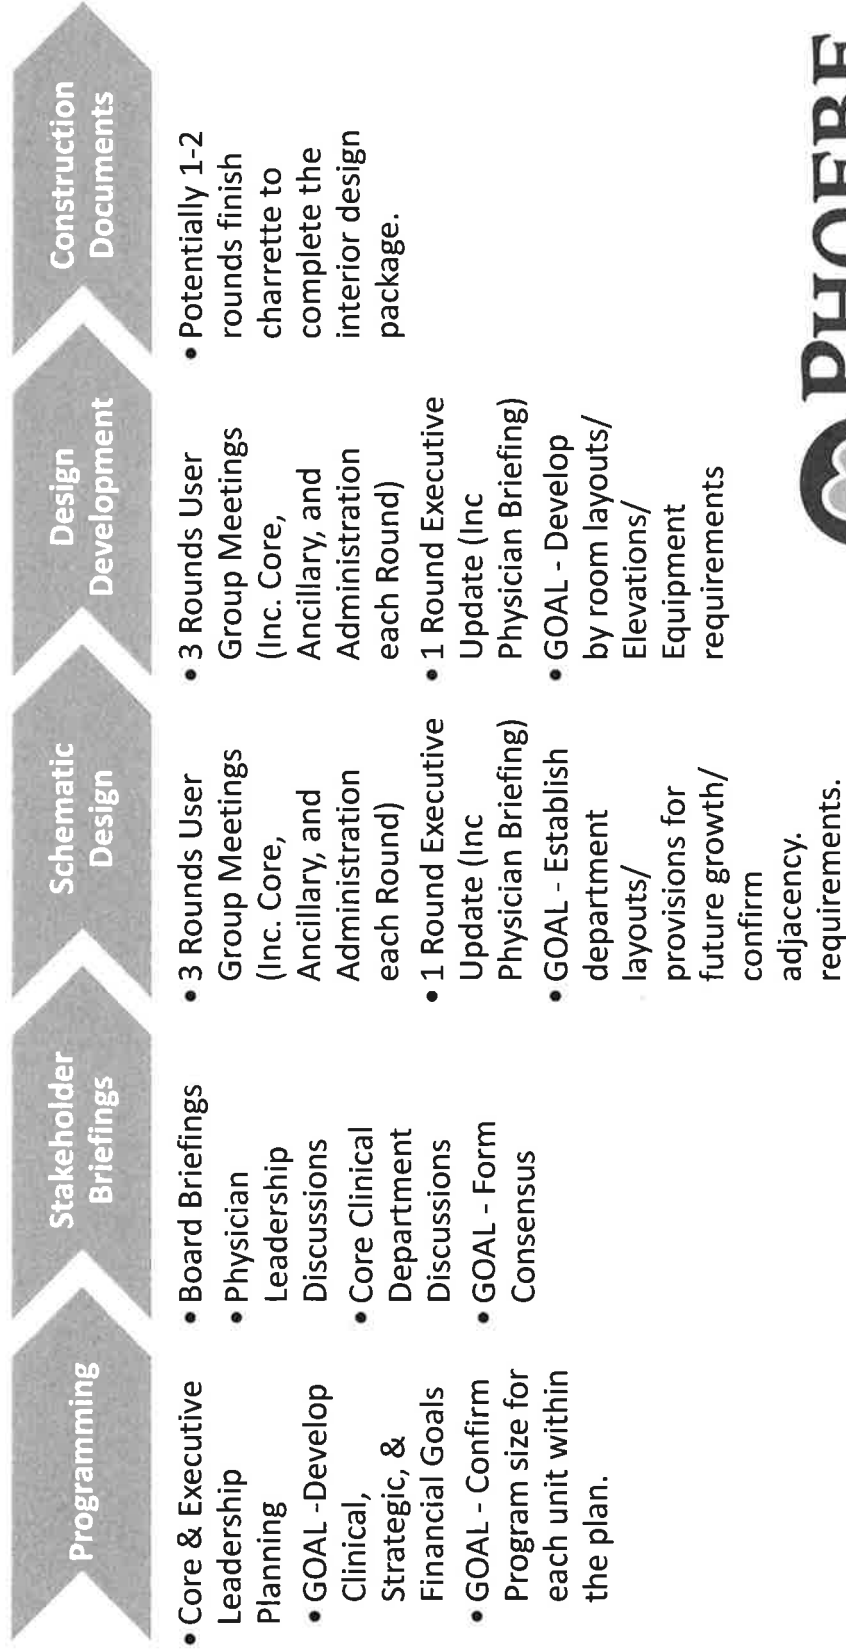 Programming
• Core & Executive
Leadership
Planning
• GOAL -Develop
Clinical,
Strategic, &
Financial Goals
• GOAL - Confirm
Program size for
each unit within
the plan.
Stakeholder
Briefings
• Board Briefings
• Physician
Leadership
Discussions
• Core Clinical
Department
Discussions
• GOAL - Form
Consensus
Schematic
Design
• 3 Rounds User
Group Meetings
(Inc. Core,
Ancillary, and
Administration
each Round)
• 1 Round Executive
Update (Inc
Physician Briefing)
• GOAL - Establish
department
layouts/
provisions for
future growth/
confirm
adjacency.
requirements.
Design
Development
• 3 Rounds User
Group Meetings
(Inc. Core,
Ancillary, and
Administration
each Round)
• 1 Round Executive
Update (Inc
Physician Briefing)
• GOAL - Develop
by room layouts/
Elevations/
Equipment
requirements
Construction
Documents
• Potentially 1-2
rounds finish
charrette to
complete the
interior design
package.
PHOEBE